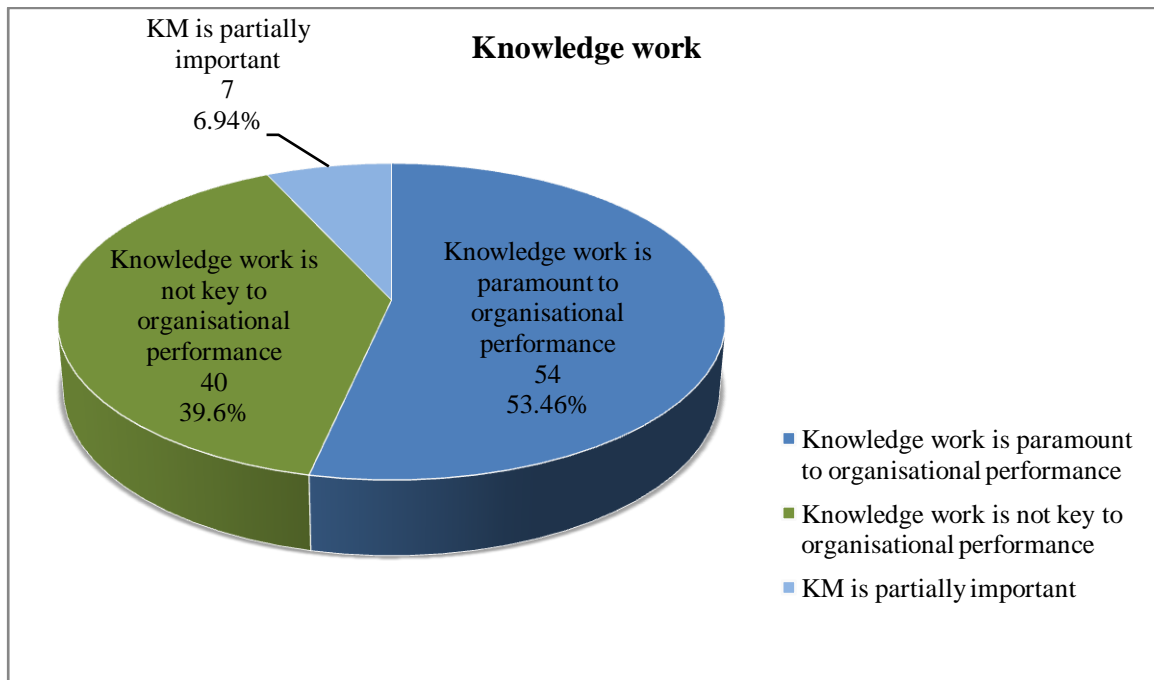 Knowledge work
KM is partially
important
7
6.94%
Knowledge work is
not key to
organisational
performance
40
39.6%
Knowledge work is
paramount to
organisational
performance
54
53.46%
Knowledge work is paramount
to organisational performance
Knowledge work is not key to
organisational performance
KM is partially important